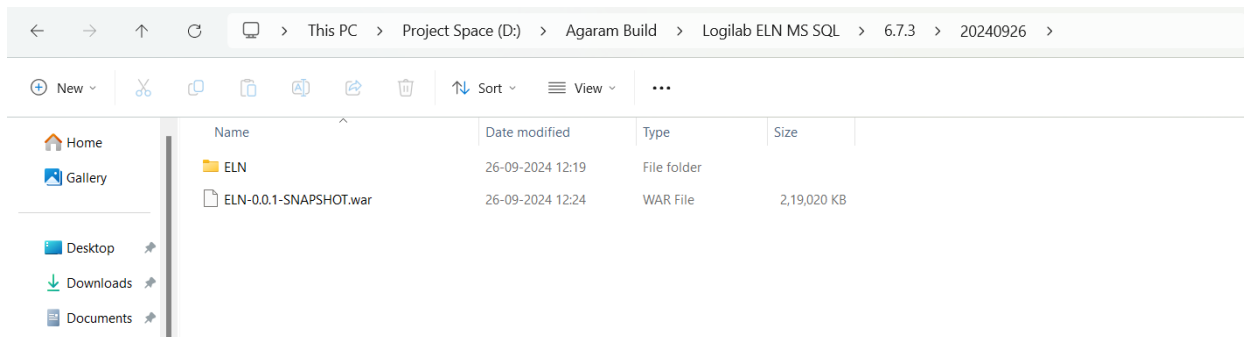 This PC > Project Space (D:) > Agaram Build > Logilab ELN MS SQL > 6.7.3 > 20240926 >
New Sort View ...
Home
Gallery
Desktop
Downloads
Documents
Name Date modified Type Size
ELN 26-09-2024 12:19 File folder
ELN-0.0.1-SNAPSHOT.war 26-09-2024 12:24 WAR File 2,19,020 KB